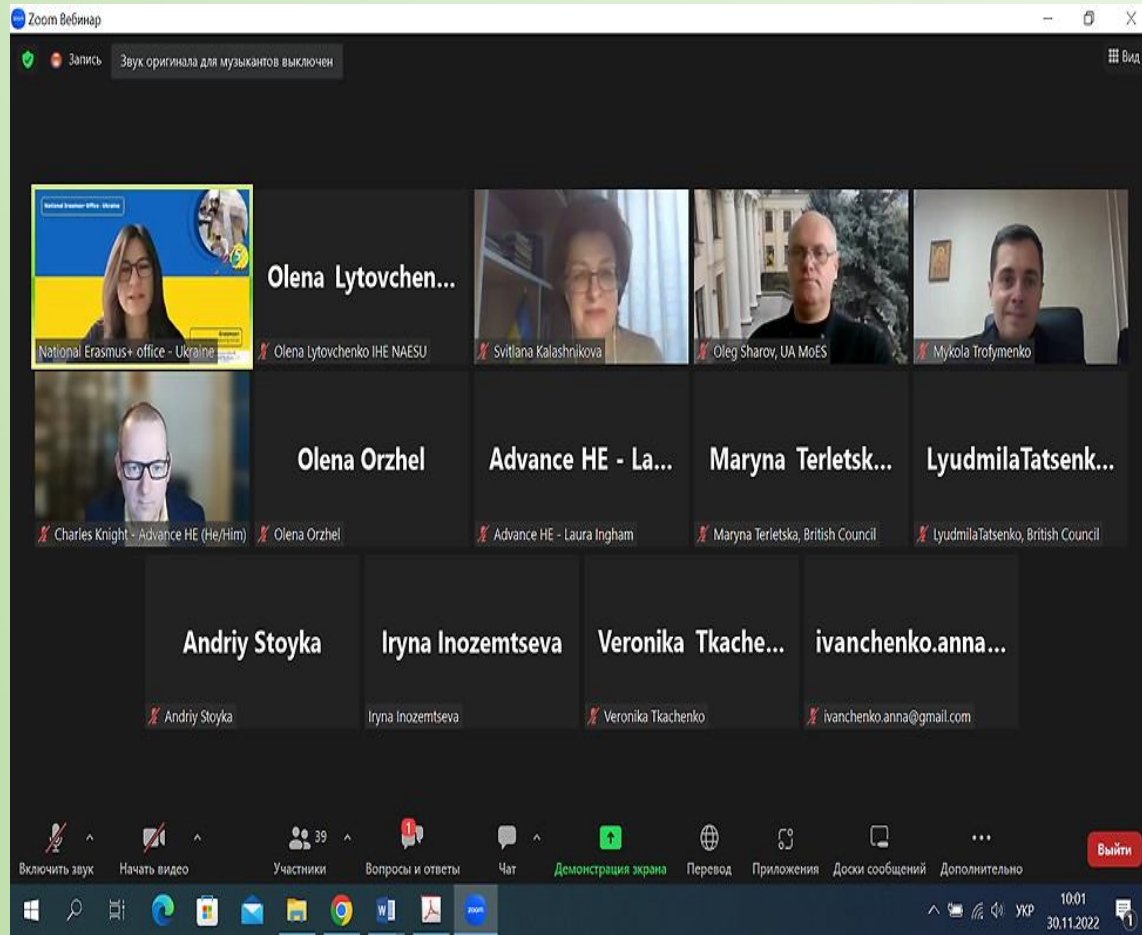 Zoom Вебинар
Запись
Звук оригинала для музыкантов выключен
Вид
National Erasmus+ Office - Ukraine
Erasmus+
National Erasmus+ office - Ukraine
Olena Lytovchen...
Olena Lytovchenko IHE NAESU
Svitlana Kalashnikova
Oleg Sharov, UA MoES
Mykola Trofymenko
Charles Knight - Advance HE (He/Him)
Olena Orzhel
Olena Orzhel
Advance HE - La...
Advance HE - Laura Ingham
Maryna Terletsk...
Maryna Terletska, British Council
LyudmilaTatsenk...
LyudmilaTatsenko, British Council
Andriy Stoyka
Andriy Stoyka
Iryna Inozemtseva
Iryna Inozemtseva
Veronika Tkache...
Veronika Tkachenko
ivanchenko.anna...
ivanchenko.anna@gmail.com
Включить звук
Начать видео
39
Участники
1
Вопросы и ответы
Чат
Демонстрация экрана
Перевод
Приложения
Доски сообщений
Дополнительно
Выйти
W
zoom
УКР
10:01
30.11.2022
1